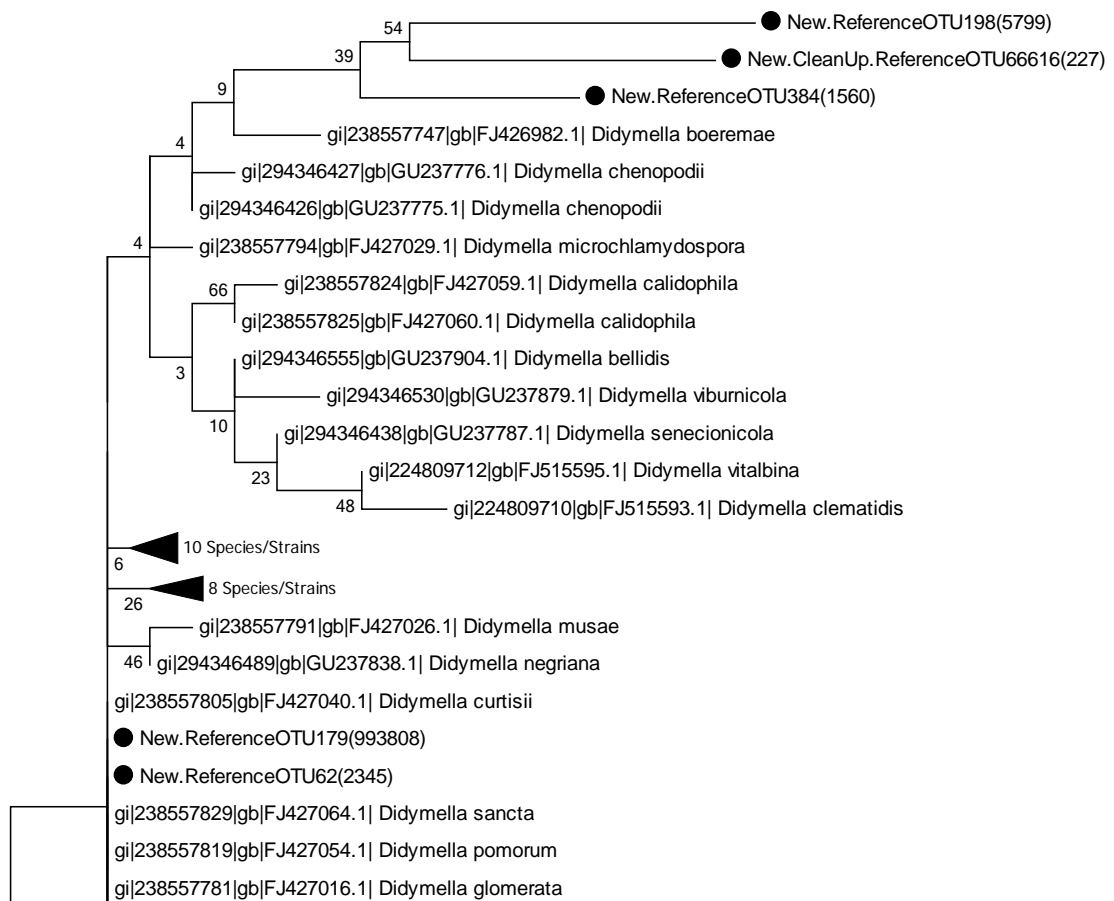 54
New.ReferenceOTU198(5799)
39
New.CleanUp.ReferenceOTU66616(227)
9
New.ReferenceOTU384(1560)
gi|238557747|gb|FJ426982.1| Didymella boeremae
4
gi|294346427|gb|GU237776.1| Didymella chenopodii
gi|294346426|gb|GU237775.1| Didymella chenopodii
4
gi|238557794|gb|FJ427029.1| Didymella microchlamydospora
66
gi|238557824|gb|FJ427059.1| Didymella calidophila
gi|238557825|gb|FJ427060.1| Didymella calidophila
3
gi|294346555|gb|GU237904.1| Didymella bellidis
gi|294346530|gb|GU237879.1| Didymella viburnicola
10
gi|294346438|gb|GU237787.1| Didymella senecionicola
23
gi|224809712|gb|FJ515595.1| Didymella vitalbina
48
gi|224809710|gb|FJ515593.1| Didymella clematidis
10 Species/Strains
6
8 Species/Strains
26
gi|238557791|gb|FJ427026.1| Didymella musae
46
gi|294346489|gb|GU237838.1| Didymella negriana
gi|238557805|gb|FJ427040.1| Didymella curtisii
New.ReferenceOTU179(993808)
New.ReferenceOTU62(2345)
gi|238557829|gb|FJ427064.1| Didymella sancta
gi|238557819|gb|FJ427054.1| Didymella pomorum
gi|238557781|gb|FJ427016.1| Didymella glomerata